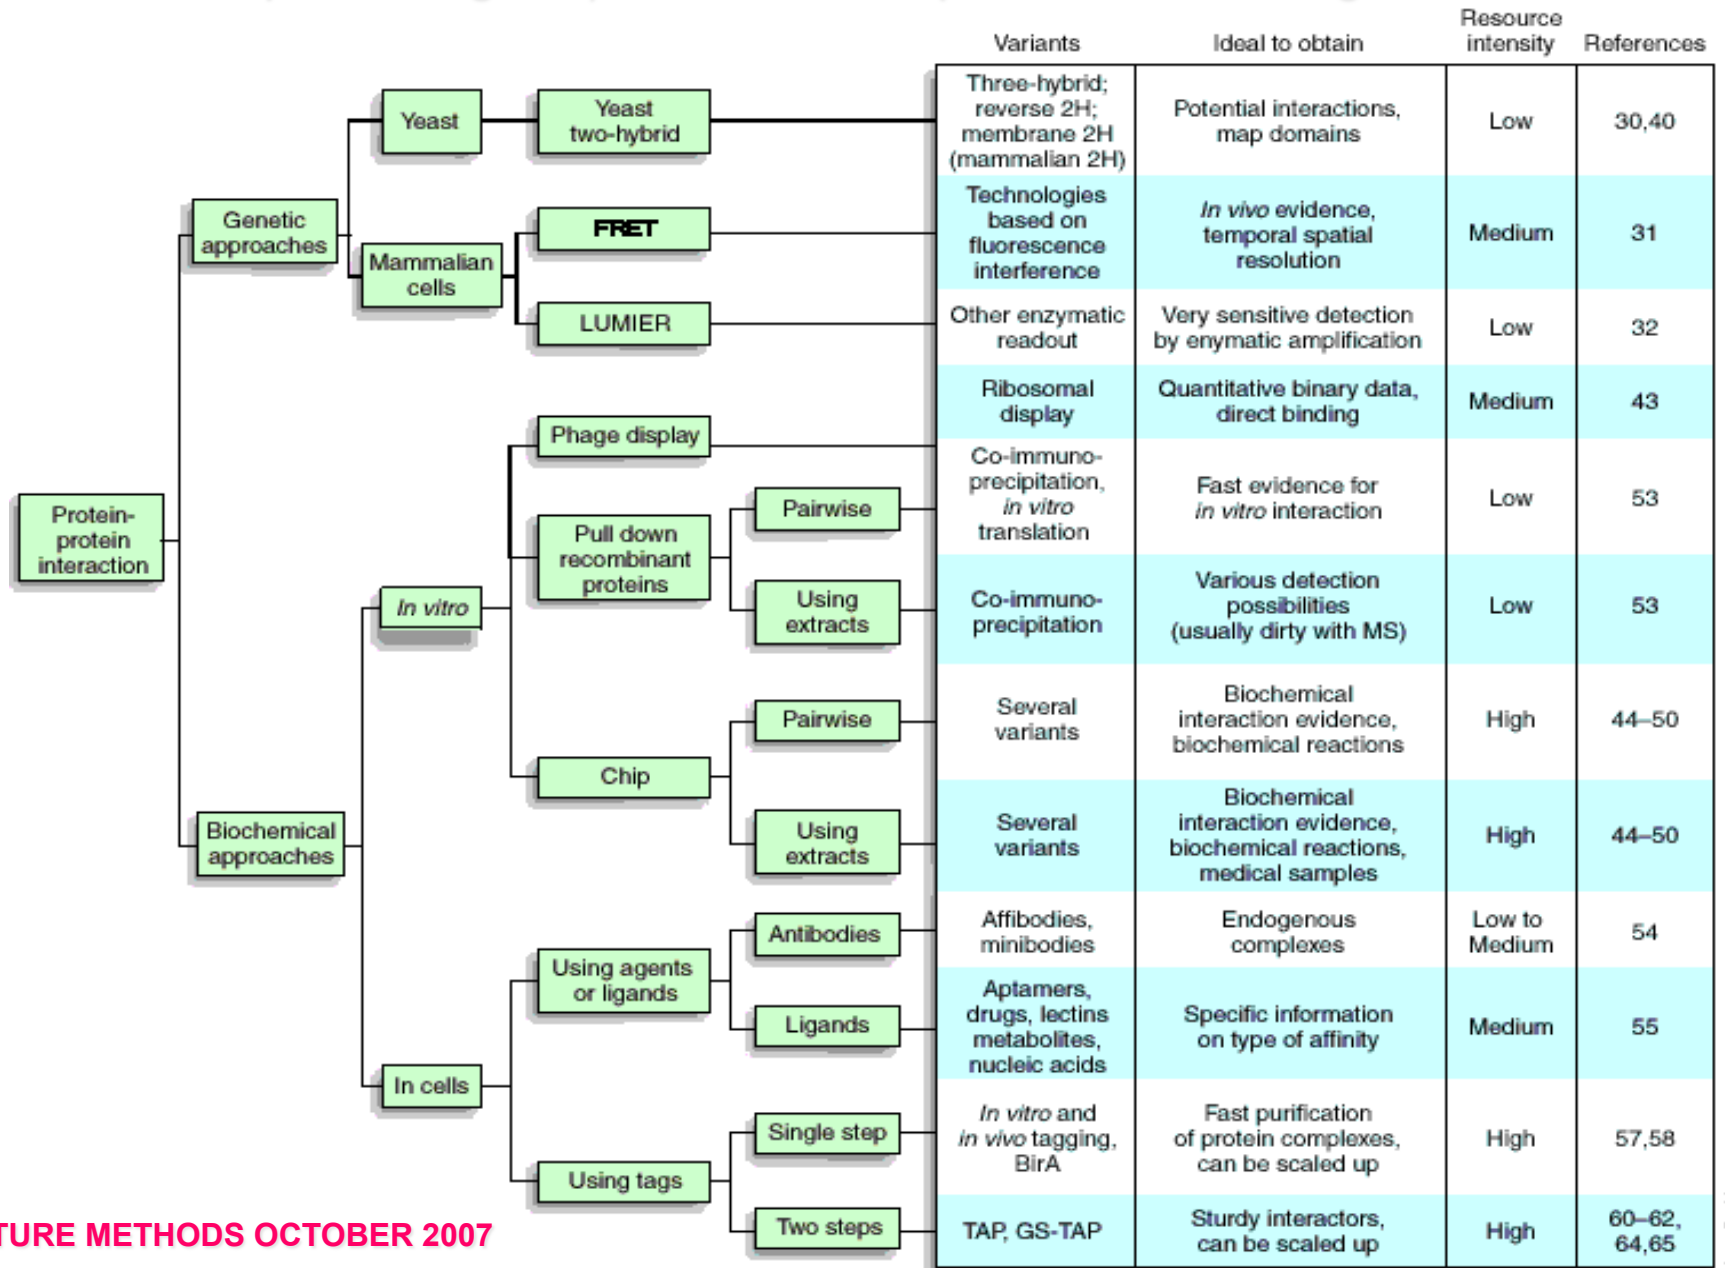 Variants
Ideal to obtain
Resource
intensity
References
Protein-
protein
interaction
Genetic
approaches
Yeast
Yeast
two-hybrid
Three-hybrid;
reverse 2H;
membrane 2H
(mammalian 2H)
Potential interactions,
map domains
Low
30,40
Mammalian
cells
FRET
Technologies
based on
fluorescence
interference
In vivo evidence,
temporal spatial
resolution
Medium
31
LUMIER
Other enzymatic
readout
Very sensitive detection
by enymatic amplification
Low
32
Biochemical
approaches
In vitro
Phage display
Ribosomal
display
Quantitative binary data,
direct binding
Medium
43
Pull down
recombinant
proteins
Pairwise
Co-immuno-
precipitation,
in vitro
translation
Fast evidence for
in vitro interaction
Low
53
Using
extracts
Co-immuno-
precipitation
Various detection
possibilities
(usually dirty with MS)
Low
53
Chip
Pairwise
Several
variants
Biochemical
interaction evidence,
biochemical reactions
High
44–50
Using
extracts
Several
variants
Biochemical
interaction evidence,
biochemical reactions,
medical samples
High
44–50
In cells
Using agents
or ligands
Antibodies
Affibodies,
minibodies
Endogenous
complexes
Low to
Medium
54
Ligands
Aptamers,
drugs, lectins
metabolites,
nucleic acids
Specific information
on type of affinity
Medium
55
Using tags
Single step
In vitro and
in vivo tagging,
BirA
Fast purification
of protein complexes,
can be scaled up
High
57,58
Two steps
TAP, GS-TAP
Sturdy interactors,
can be scaled up
High
60–62,
64,65
TURE METHODS OCTOBER 2007